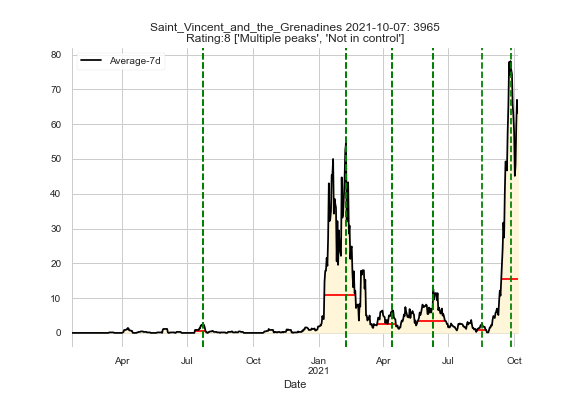 Saint_Vincent_and_the_Grenadines 2021-10-07: 3965
Rating:8 ['Multiple peaks', 'Not in control']
Average-7d
80
70
60
50
40
30
20
10
0
Apr Jul Oct Jan Apr Jul Oct
2021
Date